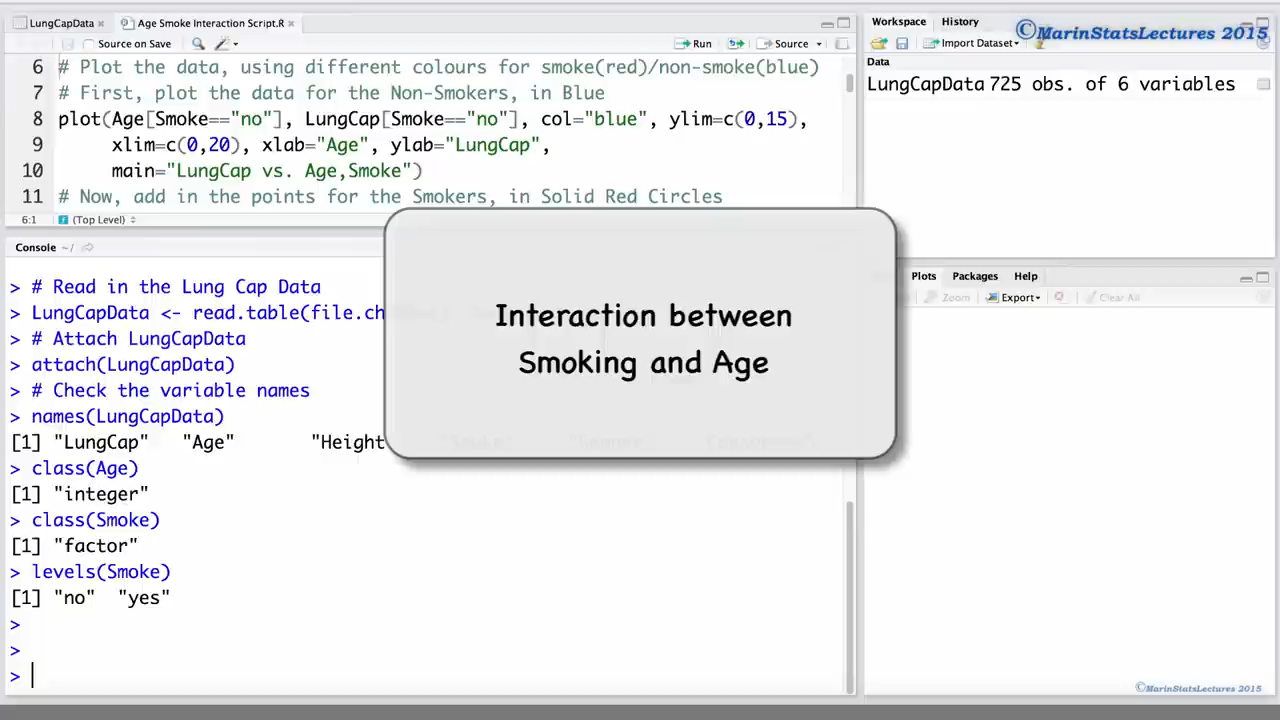 LungCapData
Age Smoke Interaction Script.R
Workspace
History
©MarinStatsLectures 2015
Source on Save
Run
Source
Import Dataset
Data
LungCapData 725 obs. of 6 variables
6 # Plot the data, using different colours for smoke(red)/non-smoke(blue)
7 # First, plot the data for the Non-Smokers, in Blue
8 plot(Age[Smoke=="no"], LungCap[Smoke=="no"], col="blue", ylim=c(0,15),
9 xlim=c(0,20), xlab="Age", ylab="LungCap",
10 main="LungCap vs. Age,Smoke")
11 # Now, add in the points for the Smokers, in Solid Red Circles
6:1 (Top Level)
Console ~/
> # Read in the Lung Cap Data
> LungCapData <- read.table(file.ch
> # Attach LungCapData
> attach(LungCapData)
> # Check the variable names
> names(LungCapData)
[1] "LungCap" "Age" "Height
> class(Age)
[1] "integer"
> class(Smoke)
[1] "factor"
> levels(Smoke)
[1] "no" "yes"
>
>
>
Interaction between
Smoking and Age
Plots
Packages
Help
Zoom
Export
Clear All
©MarinStatsLectures 2015